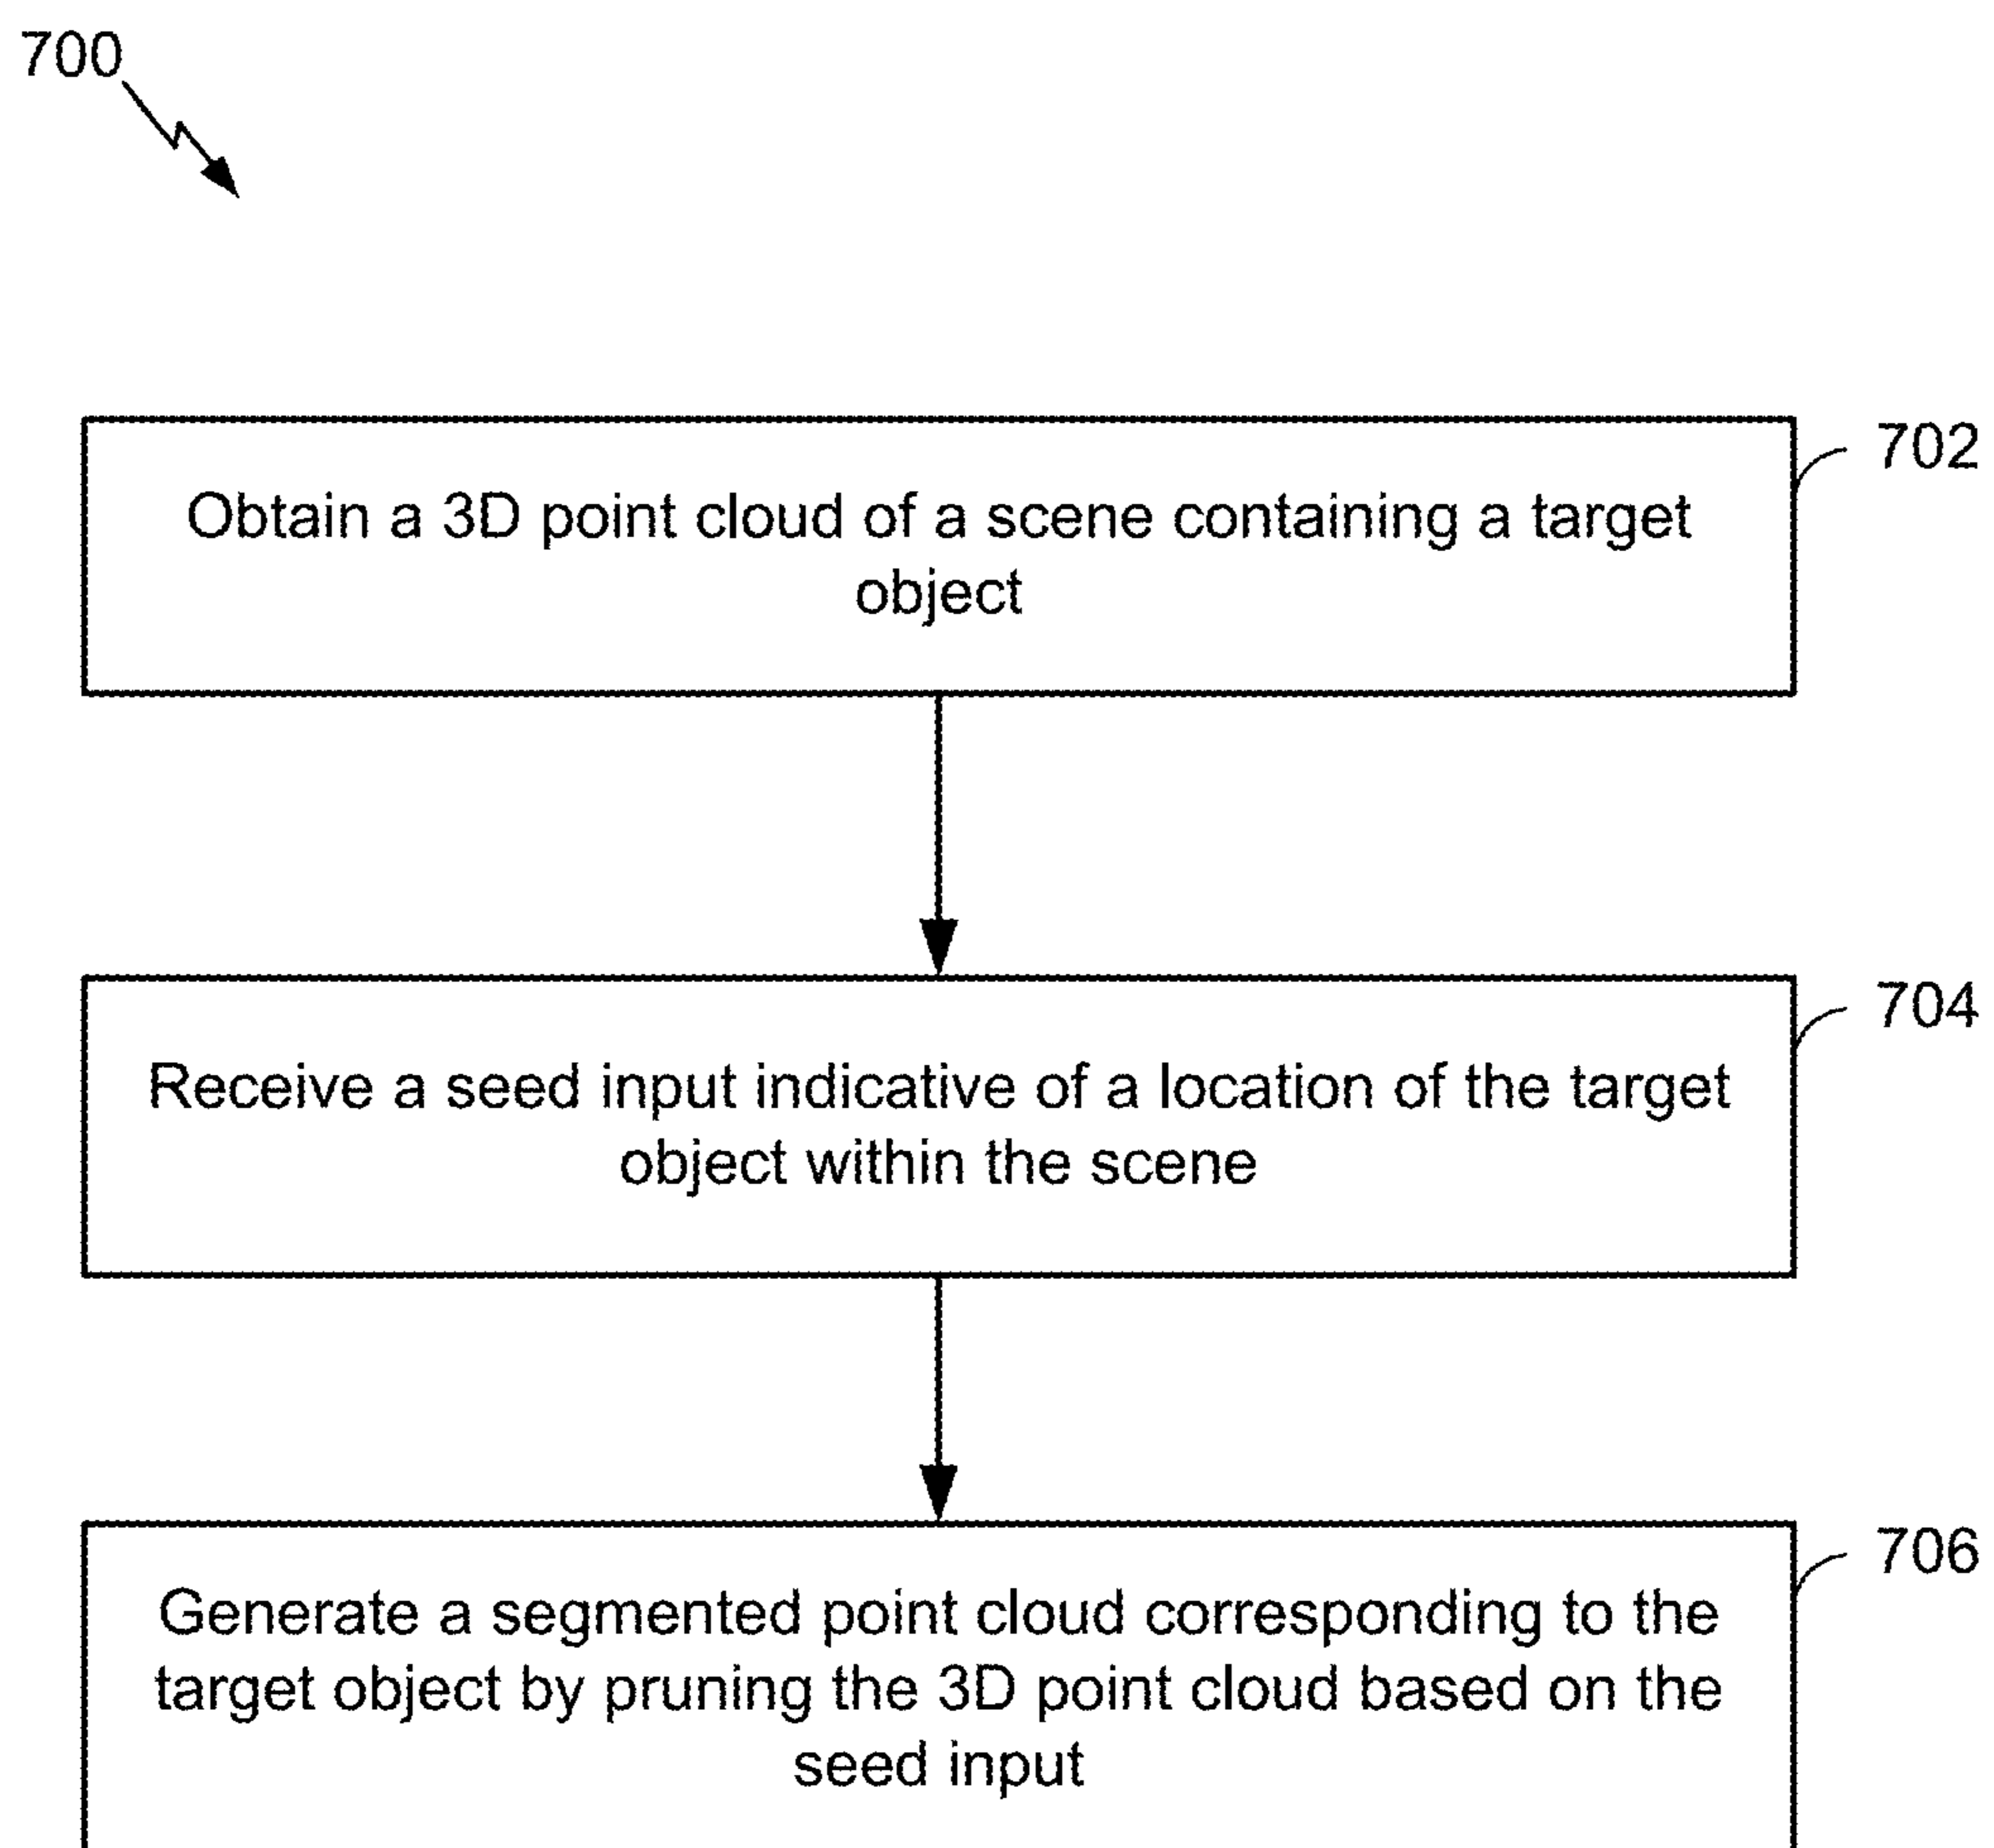 700
702
Obtain a 3D point cloud of a scene containing a target
object
704
Receive a seed input indicative of a location of the target
object within the scene
706
Generate a segmented point cloud corresponding to the
target object by pruning the 3D point cloud based on the
seed input